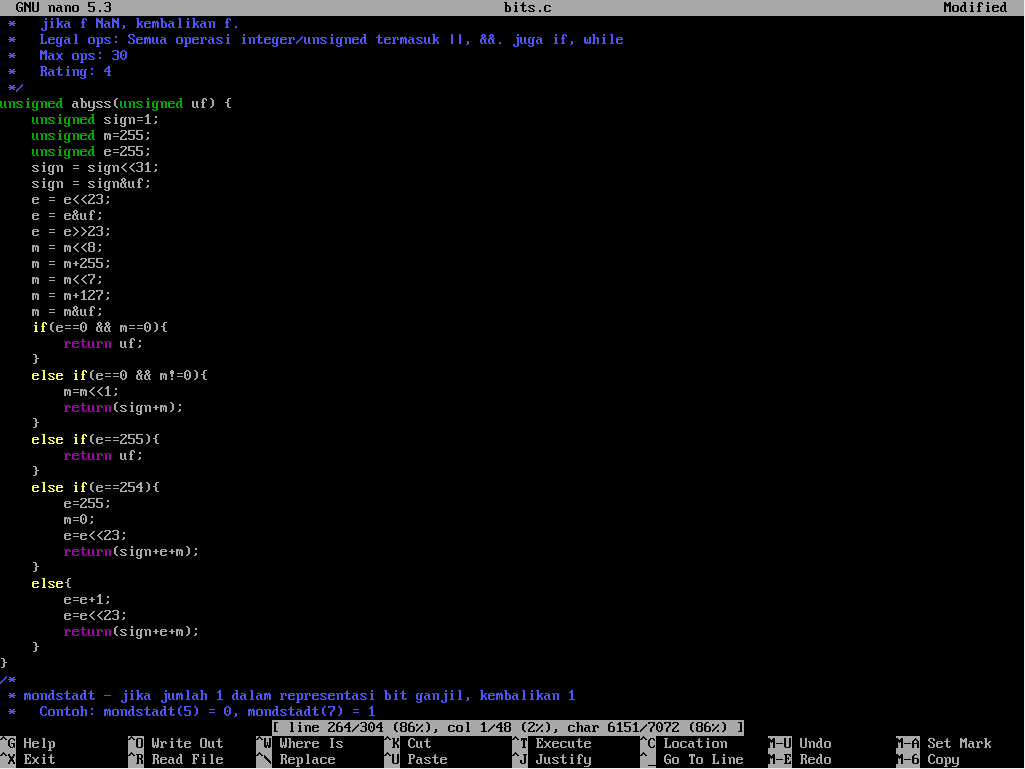 GNU nano 5.3 bits.c Modified
 *   jika f NaN, kembalikan f.
 *   Legal ops: Semua operasi integer/unsigned termasuk ||, &&. juga if, while
 *   Max ops: 30
 *   Rating: 4
 */
unsigned abyss(unsigned uf) {
    unsigned sign=1;
    unsigned m=255;
    unsigned e=255;
    sign = sign<<31;
    sign = sign&uf;
    e = e<<23;
    e = e&uf;
    e = e>>23;
    m = m<<8;
    m = m+255;
    m = m<<7;
    m = m+127;
    m = m&uf;
    if(e==0 && m==0){
        return uf;
    }
    else if(e==0 && m!=0){
        m=m<<1;
        return(sign+m);
    }
    else if(e==255){
        return uf;
    }
    else if(e==254){
        e=255;
        m=0;
        e=e<<23;
        return(sign+e+m);
    }
    else{
        e=e+1;
        e=e<<23;
        return(sign+e+m);
    }
}
/*
 * mondstadt - jika jumlah 1 dalam representasi bit ganjil, kembalikan 1
 *   Contoh: mondstadt(5) = 0, mondstadt(7) = 1
[ line 264/304 (86%), col 1/48 (2%), char 6151/7072 (86%) ]
^G Help ^O Write Out ^W Where Is ^K Cut ^T Execute ^C Location M-U Undo M-A Set Mark
^X Exit ^R Read File ^\ Replace ^U Paste ^J Justify ^_ Go To Line M-E Redo M-6 Copy